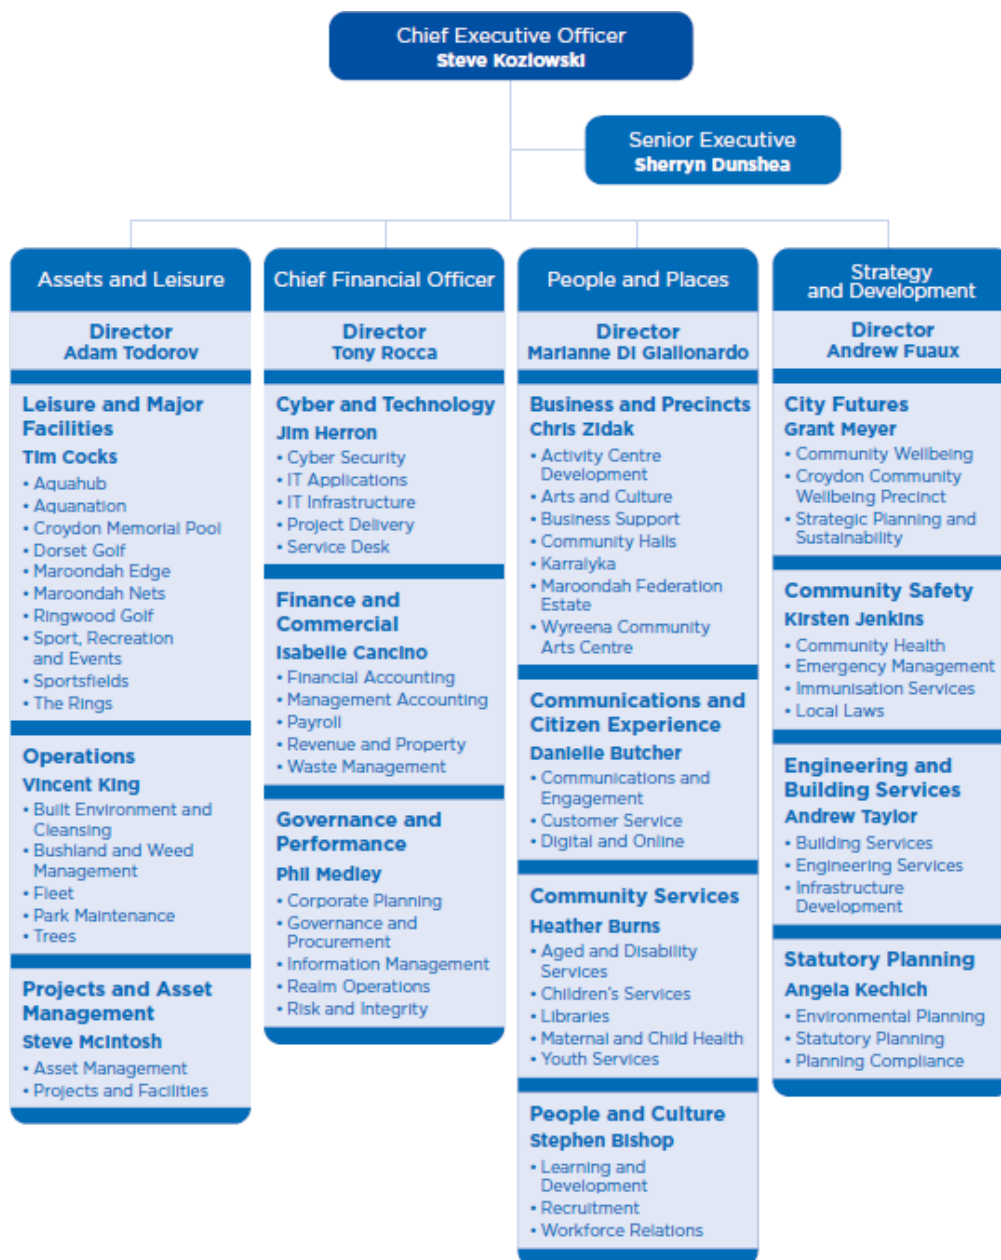 Chief Executive Officer
Steve Kozlowski
Senior Executive
Sherryn Dunshea
Assets and Leisure
Director
Adam Todorov
Leisure and Major
Facilities
Tim Cocks
• Aquahub
• Aquanation
• Croydon Memorial Pool
• Dorset Golf
• Maroondah Edge
• Maroondah Nets
• Ringwood Golf
• Sport, Recreation
and Events
• Sportsfields
• The Rings
Operations
Vincent King
• Built Environment and
Cleansing
• Bushland and Weed
Management
• Fleet
• Park Maintenance
• Trees
Projects and Asset
Management
Steve McIntosh
• Asset Management
• Projects and Facilities
Chief Financial Officer
Director
Tony Rocca
Cyber and Technology
Jim Herron
• Cyber Security
• IT Applications
• IT Infrastructure
• Project Delivery
• Service Desk
Finance and
Commercial
Isabelle Cancino
• Financial Accounting
• Management Accounting
• Payroll
• Revenue and Property
• Waste Management
Governance and
Performance
Phil Medley
• Corporate Planning
• Governance and
Procurement
• Information Management
• Realm Operations
• Risk and Integrity
People and Places
Director
Marianne Di Giallonardo
Business and Precincts
Chris Zidak
• Activity Centre
Development
• Arts and Culture
• Business Support
• Community Halls
• Karralyka
• Maroondah Federation
Estate
• Wyreena Community
Arts Centre
Communications and
Citizen Experience
Danielle Butcher
• Communications and
Engagement
• Customer Service
• Digital and Online
Community Services
Heather Burns
• Aged and Disability
Services
• Children's Services
• Libraries
• Maternal and Child Health
• Youth Services
People and Culture
Stephen Bishop
• Learning and
Development
• Recruitment
• Workforce Relations
Strategy
and Development
Director
Andrew Fuaux
City Futures
Grant Meyer
• Community Wellbeing
• Croydon Community
Wellbeing Precinct
• Strategic Planning and
Sustainability
Community Safety
Kirsten Jenkins
• Community Health
• Emergency Management
• Immunisation Services
• Local Laws
Engineering and
Building Services
Andrew Taylor
• Building Services
• Engineering Services
• Infrastructure
Development
Statutory Planning
Angela Kechich
• Environmental Planning
• Statutory Planning
• Planning Compliance